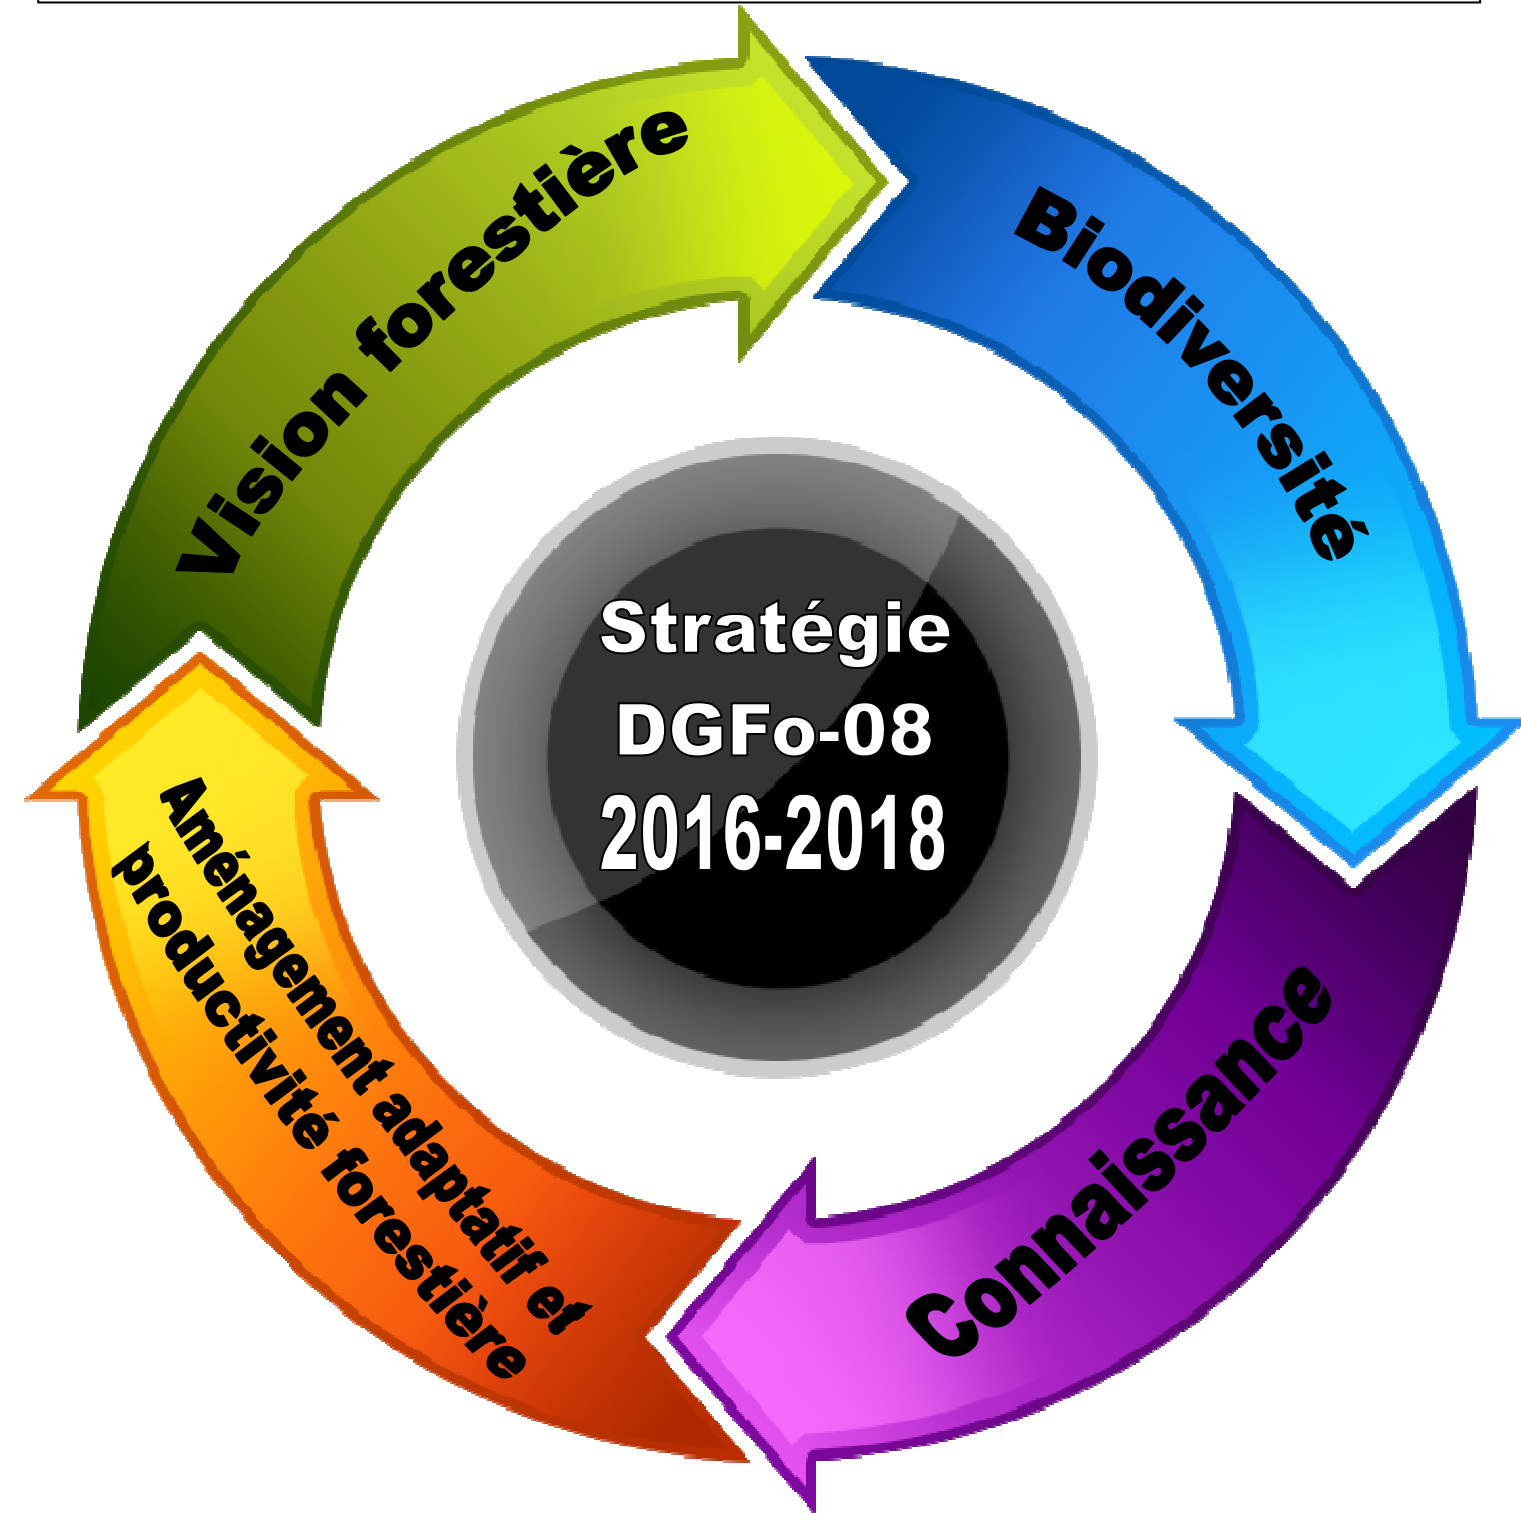 Vision forestière
Biodiversité
Stratégie
DGFo-08
2016-2018
Connaissance
Aménagement adaptatif et
productivité forestière